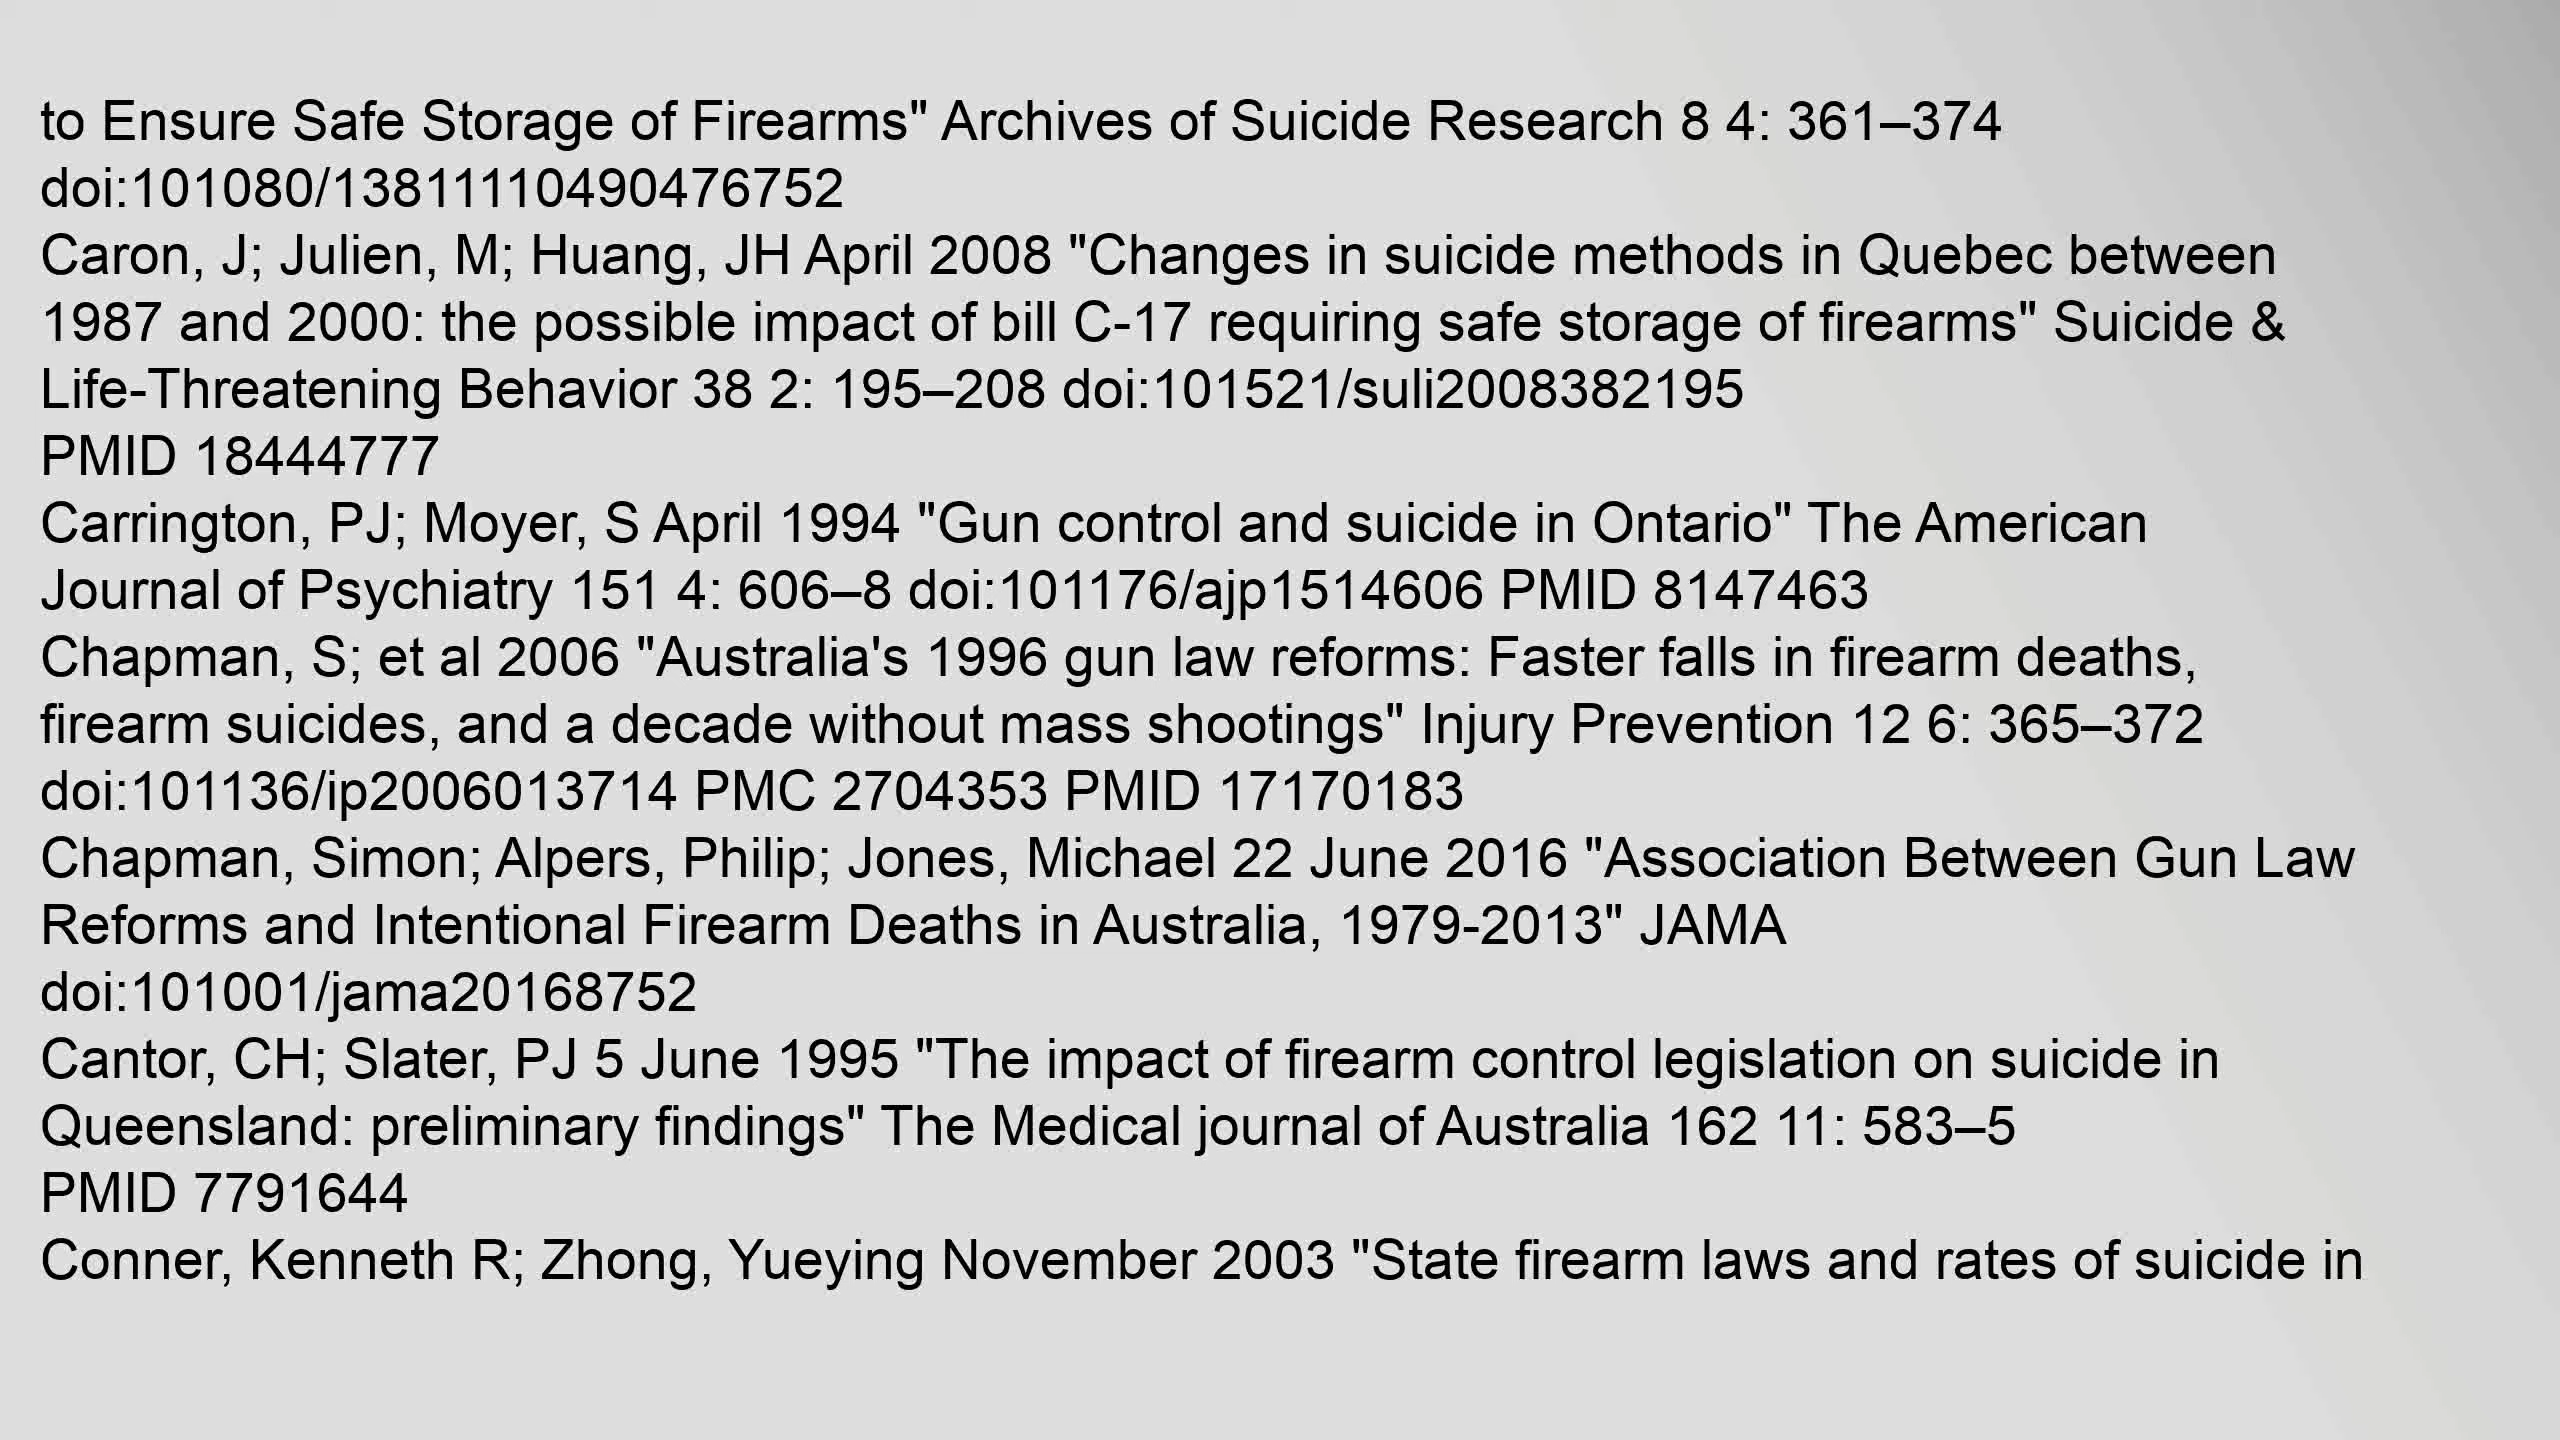 to Ensure Safe Storage of Firearms" Archives of Suicide Research 8 4: 361–374
doi:101080/13811110490476752
Caron, J; Julien, M; Huang, JH April 2008 "Changes in suicide methods in Quebec between
1987 and 2000: the possible impact of bill C-17 requiring safe storage of firearms" Suicide &
Life-Threatening Behavior 38 2: 195–208 doi:101521/suli2008382195
PMID 18444777
Carrington, PJ; Moyer, S April 1994 "Gun control and suicide in Ontario" The American
Journal of Psychiatry 151 4: 606–8 doi:101176/ajp1514606 PMID 8147463
Chapman, S; et al 2006 "Australia's 1996 gun law reforms: Faster falls in firearm deaths,
firearm suicides, and a decade without mass shootings" Injury Prevention 12 6: 365–372
doi:101136/ip2006013714 PMC 2704353 PMID 17170183
Chapman, Simon; Alpers, Philip; Jones, Michael 22 June 2016 "Association Between Gun Law
Reforms and Intentional Firearm Deaths in Australia, 1979-2013" JAMA
doi:101001/jama20168752
Cantor, CH; Slater, PJ 5 June 1995 "The impact of firearm control legislation on suicide in
Queensland: preliminary findings" The Medical journal of Australia 162 11: 583–5
PMID 7791644
Conner, Kenneth R; Zhong, Yueying November 2003 "State firearm laws and rates of suicide in